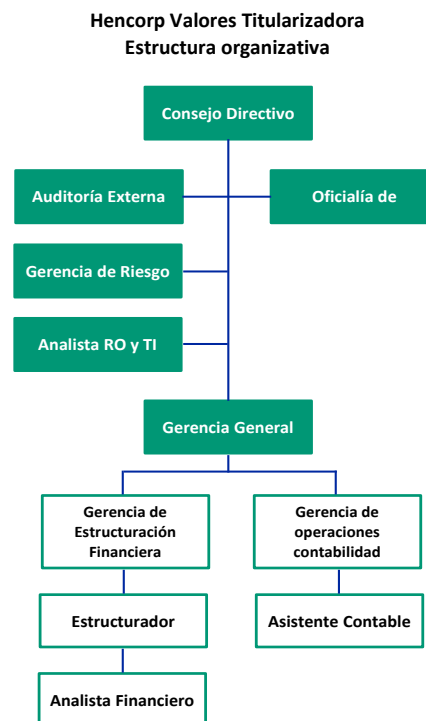 Hencorp Valores Titularizadora
Estructura organizativa
Consejo Directivo
Auditoría Externa
Oficialía de
Gerencia de Riesgo
Analista RO y TI
Gerencia General
Gerencia de
Estructuración
Financiera
Gerencia de
operaciones
contabilidad
Estructurador
Asistente Contable
Analista Financiero